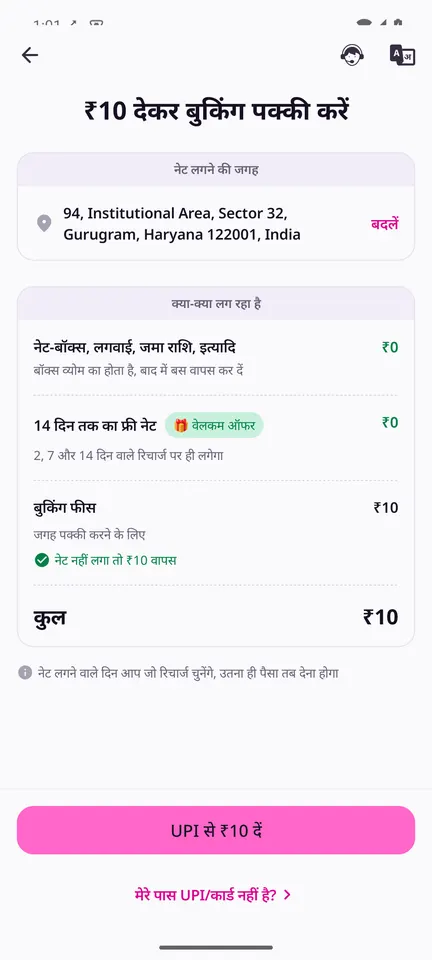 ₹10 देकर बुकिंग पक्की करें
नेट लगने की जगह
94, Institutional Area, Sector 32,
Gurugram, Haryana 122001, India
बदलें
क्या-क्या लग रहा है
नेट-बॉक्स, लगवाई, जमा राशि, इत्यादि ₹0
बॉक्स व्योम का होता है, बाद में बस वापस कर दें
14 दिन तक का फ्री नेट वेलकम ऑफर ₹0
2, 7 और 14 दिन वाले रिचार्ज पर ही लगेगा
बुकिंग फीस ₹10
जगह पक्की करने के लिए
नेट नहीं लगा तो ₹10 वापस
कुल ₹10
नेट लगने वाले दिन आप जो रिचार्ज चुनेंगे, उतना ही पैसा तब देना होगा
UPI से ₹10 दें
मेरे पास UPI/कार्ड नहीं है?